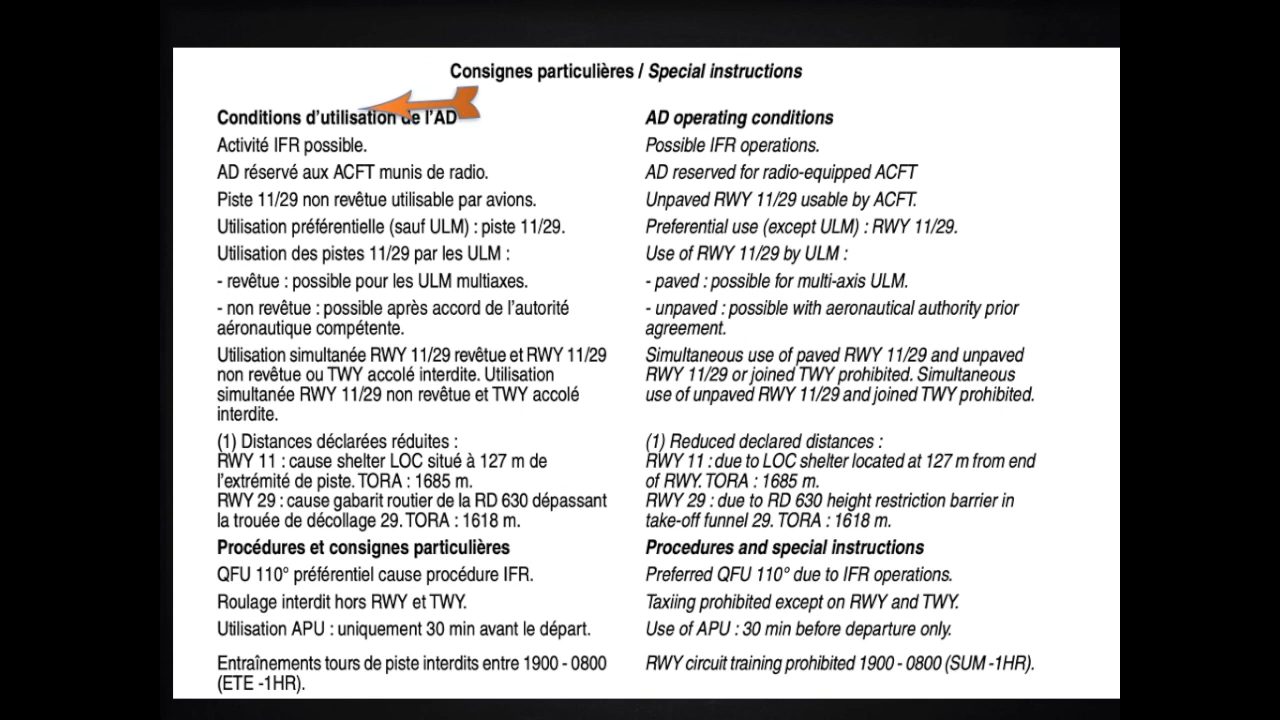 Consignes particulières / Special instructions
Conditions d'utilisation de l'AD
Activité IFR possible.
AD réservé aux ACFT munis de radio.
Piste 11/29 non revêtue utilisable par avions.
Utilisation préférentielle (sauf ULM) : piste 11/29.
Utilisation des pistes 11/29 par les ULM :
- revêtue : possible pour les ULM multiaxes.
- non revêtue : possible après accord de l'autorité
aéronautique compétente.
Utilisation simultanée RWY 11/29 revêtue et RWY 11/29
non revêtue ou TWY accolé interdite. Utilisation
simultanée RWY 11/29 non revêtue et TWY accolé
interdite.
(1) Distances déclarées réduites :
RWY 11 : cause shelter LOC situé à 127 m de
l'extrémité de piste. TORA : 1685 m.
RWY 29 : cause gabarit routier de la RD 630 dépassant
la trouée de décollage 29. TORA : 1618 m.
Procédures et consignes particulières
QFU 110° préférentiel cause procédure IFR.
Roulage interdit hors RWY et TWY.
Utilisation APU : uniquement 30 min avant le départ.
Entraînements tours de piste interdits entre 1900 - 0800
(ETE -1HR).
AD operating conditions
Possible IFR operations.
AD reserved for radio-equipped ACFT
Unpaved RWY 11/29 usable by ACFT.
Preferential use (except ULM) : RWY 11/29.
Use of RWY 11/29 by ULM :
- paved : possible for multi-axis ULM.
- unpaved : possible with aeronautical authority prior
agreement.
Simultaneous use of paved RWY 11/29 and unpaved
RWY 11/29 or joined TWY prohibited. Simultaneous
use of unpaved RWY 11/29 and joined TWY prohibited.
(1) Reduced declared distances :
RWY 11 : due to LOC shelter located at 127 m from end
of RWY. TORA : 1685 m.
RWY 29 : due to RD 630 height restriction barrier in
take-off funnel 29. TORA : 1618 m.
Procedures and special instructions
Preferred QFU 110° due to IFR operations.
Taxiing prohibited except on RWY and TWY.
Use of APU : 30 min before departure only.
RWY circuit training prohibited 1900 - 0800 (SUM -1HR).